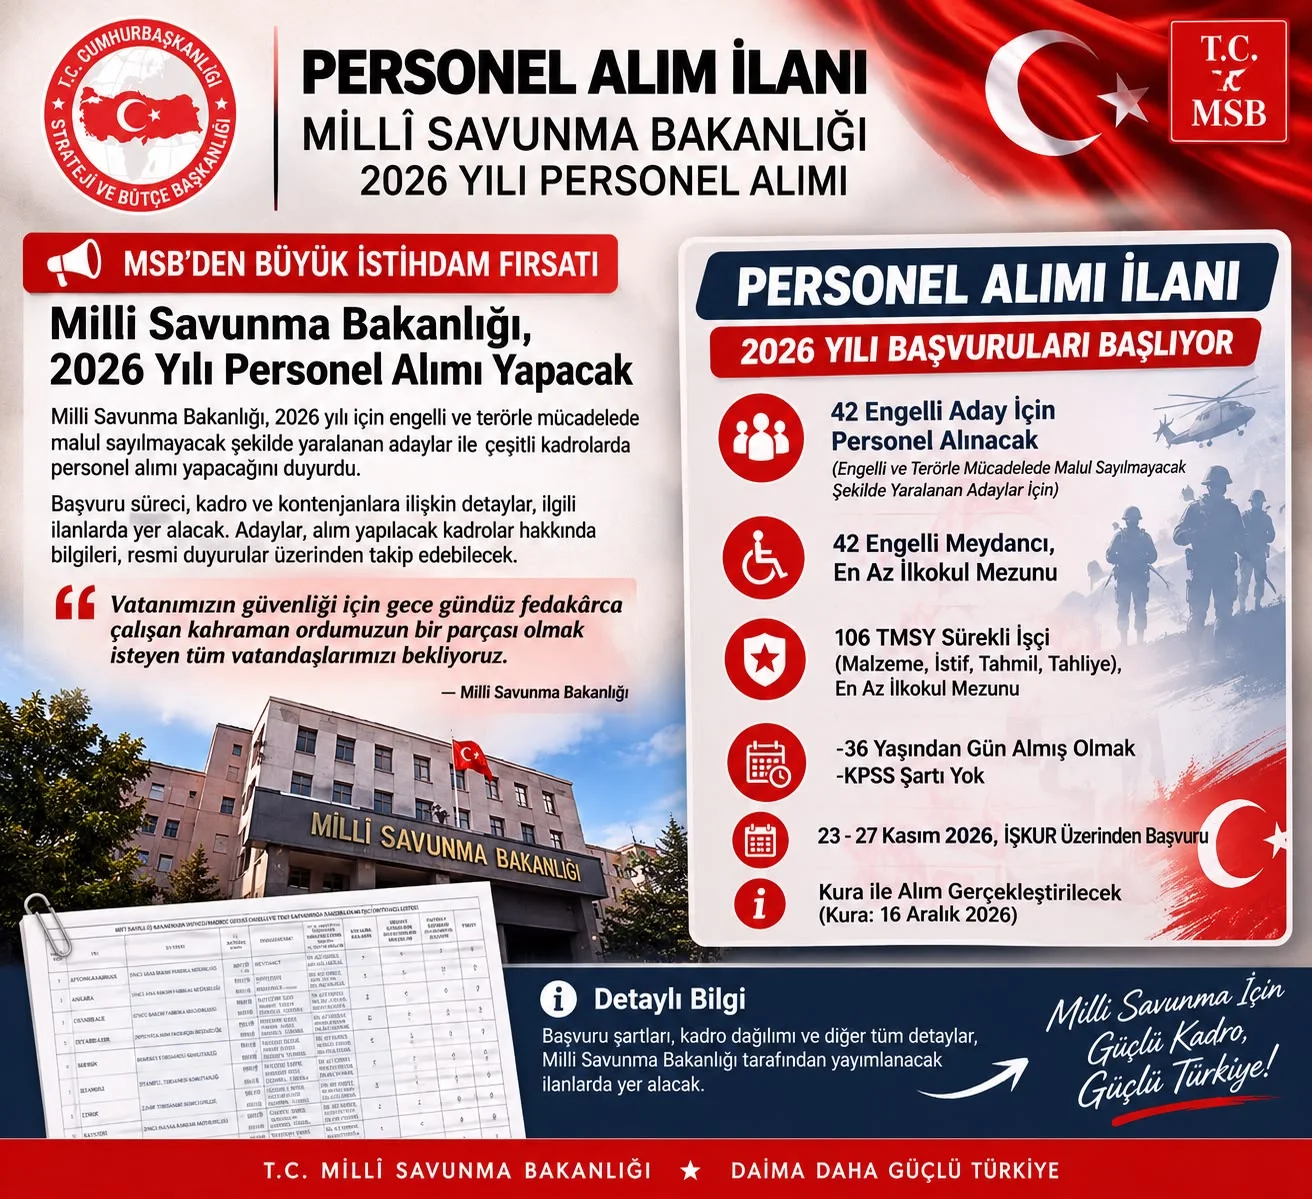 T.C. CUMHURBAŞKANLIĞI
STRATEJİ VE BÜTÇE BAŞKANLIĞI
PERSONEL ALIM İLANI
MİLLÎ SAVUNMA BAKANLIĞI
2026 YILI PERSONEL ALIMI
T.C.
MSB
MSB'DEN BÜYÜK İSTİHDAM FIRSATI
Milli Savunma Bakanlığı,
2026 Yılı Personel Alımı Yapacak
Milli Savunma Bakanlığı, 2026 yılı için engelli ve terörle mücadelede
malul sayılmayacak şekilde yaralanan adaylar ile çeşitli kadrolarda
personel alımı yapacağını duyurdu.
Başvuru süreci, kadro ve kontenjanlara ilişkin detaylar, ilgili
ilanlarda yer alacak. Adaylar, alım yapılacak kadrolar hakkında
bilgileri, resmi duyurular üzerinden takip edebilecek.
“Vatanımızın güvenliği için gece gündüz fedakârca
çalışan kahraman ordumuzun bir parçası olmak
isteyen tüm vatandaşlarımızı bekliyoruz.
— Milli Savunma Bakanlığı
MİLLÎ SAVUNMA BAKANLIĞI
PERSONEL ALIMI İLANI
2026 YILI BAŞVURULARI BAŞLIYOR
42 Engelli Aday İçin
Personel Alınacak
(Engelli ve Terörle Mücadelede Malul Sayılmayacak
Şekilde Yaralanan Adaylar İçin)
42 Engelli Meydancı,
En Az İlkokul Mezunu
106 TMSY Sürekli İşçi
(Malzeme, İstif, Tahmil, Tahliye),
En Az İlkokul Mezunu
-36 Yaşından Gün Almış Olmak
-KPSS Şartı Yok
23 - 27 Kasım 2026, İŞKUR Üzerinden Başvuru
Kura ile Alım Gerçekleştirilecek
(Kura: 16 Aralık 2026)
Detaylı Bilgi
Başvuru şartları, kadro dağılımı ve diğer tüm detaylar,
Milli Savunma Bakanlığı tarafından yayımlanacak
ilanlarda yer alacak.
Milli Savunma İçin
Güçlü Kadro,
Güçlü Türkiye!
T.C. MİLLÎ SAVUNMA BAKANLIĞI ★ DAİMA DAHA GÜÇLÜ TÜRKİYE